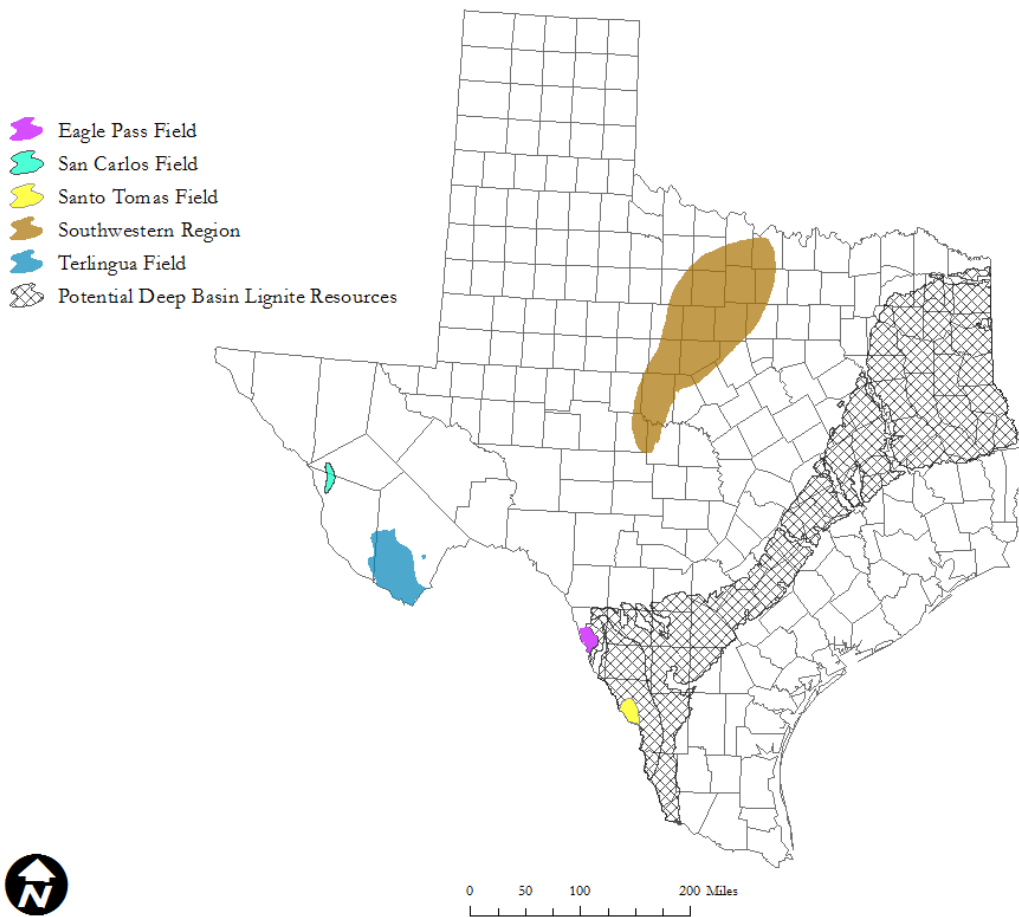 Eagle Pass Field
San Carlos Field
Santo Tomas Field
Southwestern Region
Terlingua Field
Potential Deep Basin Lignite Resources
N
0 50 100 200 Miles